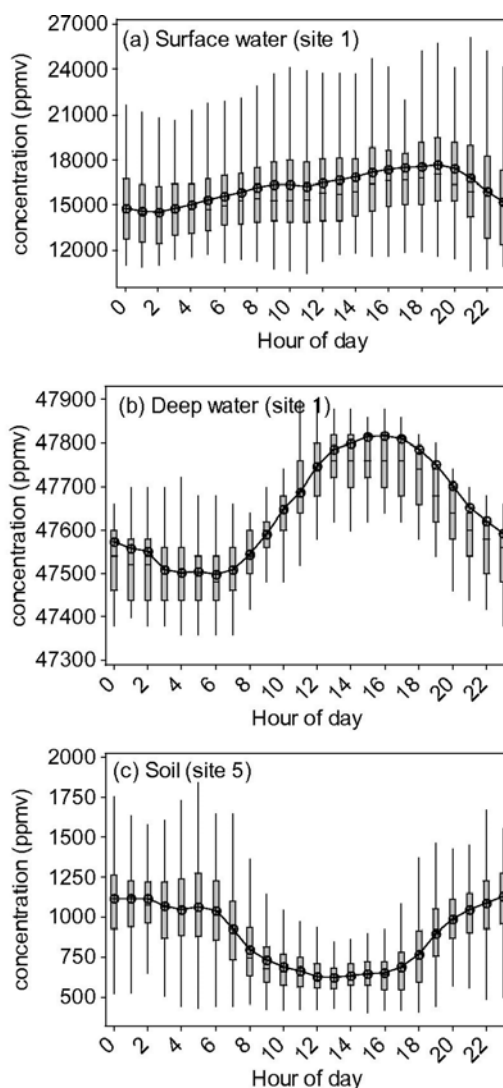 27000
(a) Surface water (site 1)
24000
21000
18000
15000
12000
concentration (ppmv)
0 2 4 6 8 10 12 14 16 18 20 22
Hour of day
47900
(b) Deep water (site 1)
47800
47700
47600
47500
47400
47300
concentration (ppmv)
0 2 4 6 8 10 12 14 16 18 20 22
Hour of day
2000
(c) Soil (site 5)
1750
1500
1250
1000
750
500
concentration (ppmv)
0 2 4 6 8 10 12 14 16 18 20 22
Hour of day